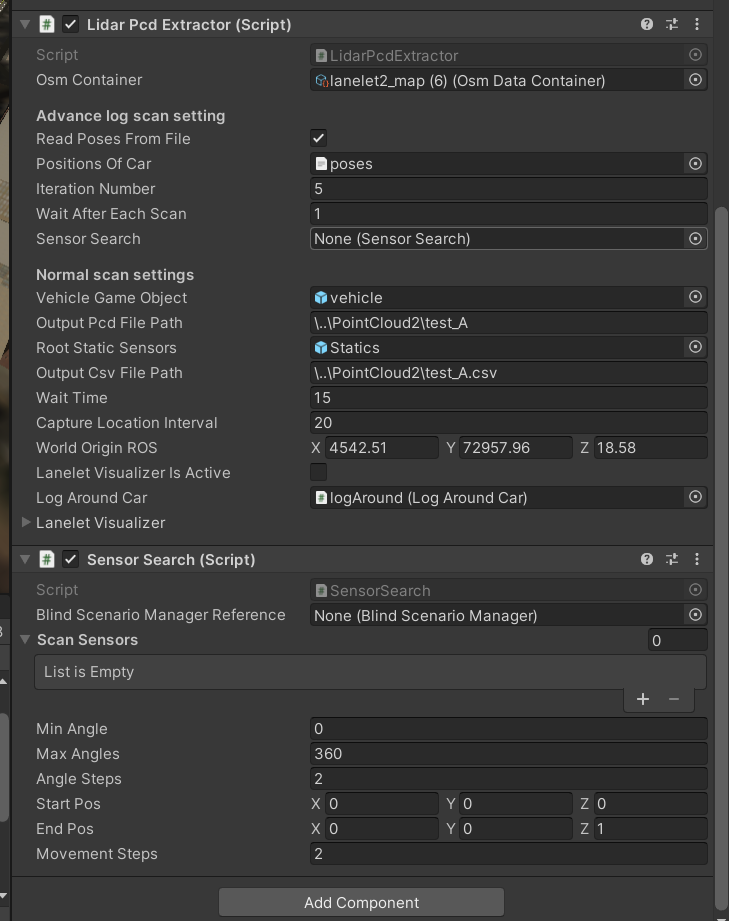 Lidar Pcd Extractor (Script)
Script LidarPcdExtractor
Osm Container lanelet2_map (6) (Osm Data Container)
Advance log scan setting
Read Poses From File
Positions Of Car poses
Iteration Number 5
Wait After Each Scan 1
Sensor Search None (Sensor Search)
Normal scan settings
Vehicle Game Object vehicle
Output Pcd File Path \..\PointCloud2\test_A
Root Static Sensors Statics
Output Csv File Path \..\PointCloud2\test_A.csv
Wait Time 15
Capture Location Interval 20
World Origin ROS X 4542.51 Y 72957.96 Z 18.58
Lanelet Visualizer Is Active
Log Around Car logAround (Log Around Car)
Lanelet Visualizer
Sensor Search (Script)
Script SensorSearch
Blind Scenario Manager Reference None (Blind Scenario Manager)
Scan Sensors 0
List is Empty
+ −
Min Angle 0
Max Angles 360
Angle Steps 2
Start Pos X 0 Y 0 Z 0
End Pos X 0 Y 0 Z 1
Movement Steps 2
Add Component